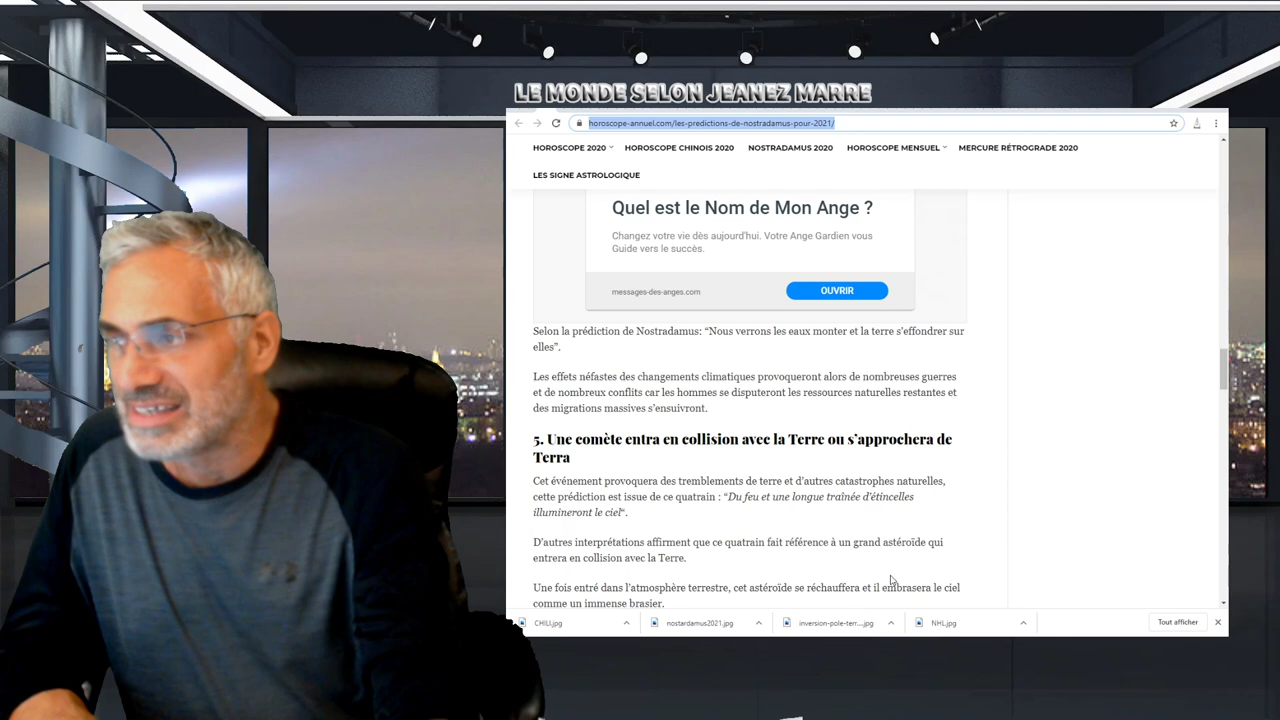 LE MONDE SELON JEANEZ MARRE
horoscope-annuel.com/les-predictions-de-nostradamus-pour-2021/
HOROSCOPE 2020 HOROSCOPE CHINOIS 2020 NOSTRADAMUS 2020 HOROSCOPE MENSUEL MERCURE RÉTROGRADE 2020
LES SIGNE ASTROLOGIQUE
Quel est le Nom de Mon Ange ?
Changez votre vie dès aujourd'hui. Votre Ange Gardien vous
Guide vers le succès.
messages-des-anges.com OUVRIR
Selon la prédiction de Nostradamus: “Nous verrons les eaux monter et la terre s’effondrer sur
elles”.
Les effets néfastes des changements climatiques provoqueront alors de nombreuses guerres
et de nombreux conflits car les hommes se disputeront les ressources naturelles restantes et
des migrations massives s’ensuivront.
5. Une comète entra en collision avec la Terre ou s’approchera de
Terra
Cet événement provoquera des tremblements de terre et d’autres catastrophes naturelles,
cette prédiction est issue de ce quatrain : “Du feu et une longue traînée d’étincelles
illumineront le ciel“.
D’autres interprétations affirment que ce quatrain fait référence à un grand astéroïde qui
entrera en collision avec la Terre.
Une fois entré dans l’atmosphère terrestre, cet astéroïde se réchauffera et il embrasera le ciel
comme un immense brasier.
CHILI.jpg nostardamus2021.jpg inversion-pole-terr....jpg NHL.jpg Tout afficher